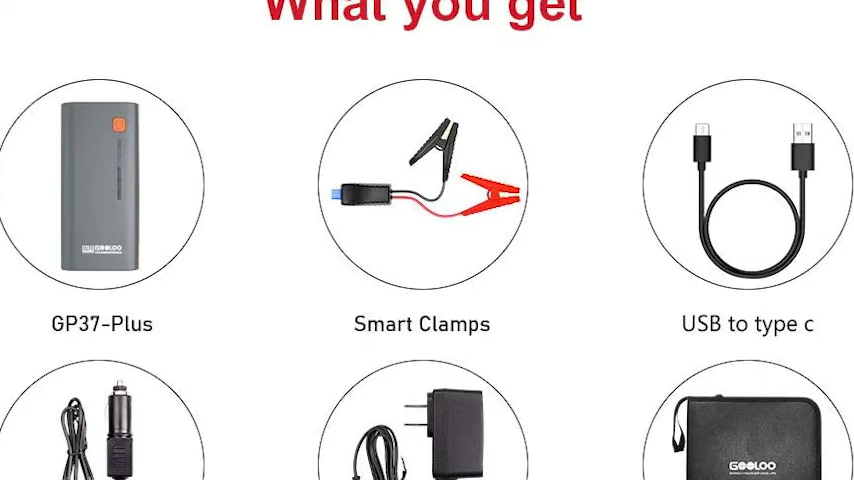 What you get
GOOLOO
GP37-Plus
Smart Clamps
USB to type c
GOOLOO